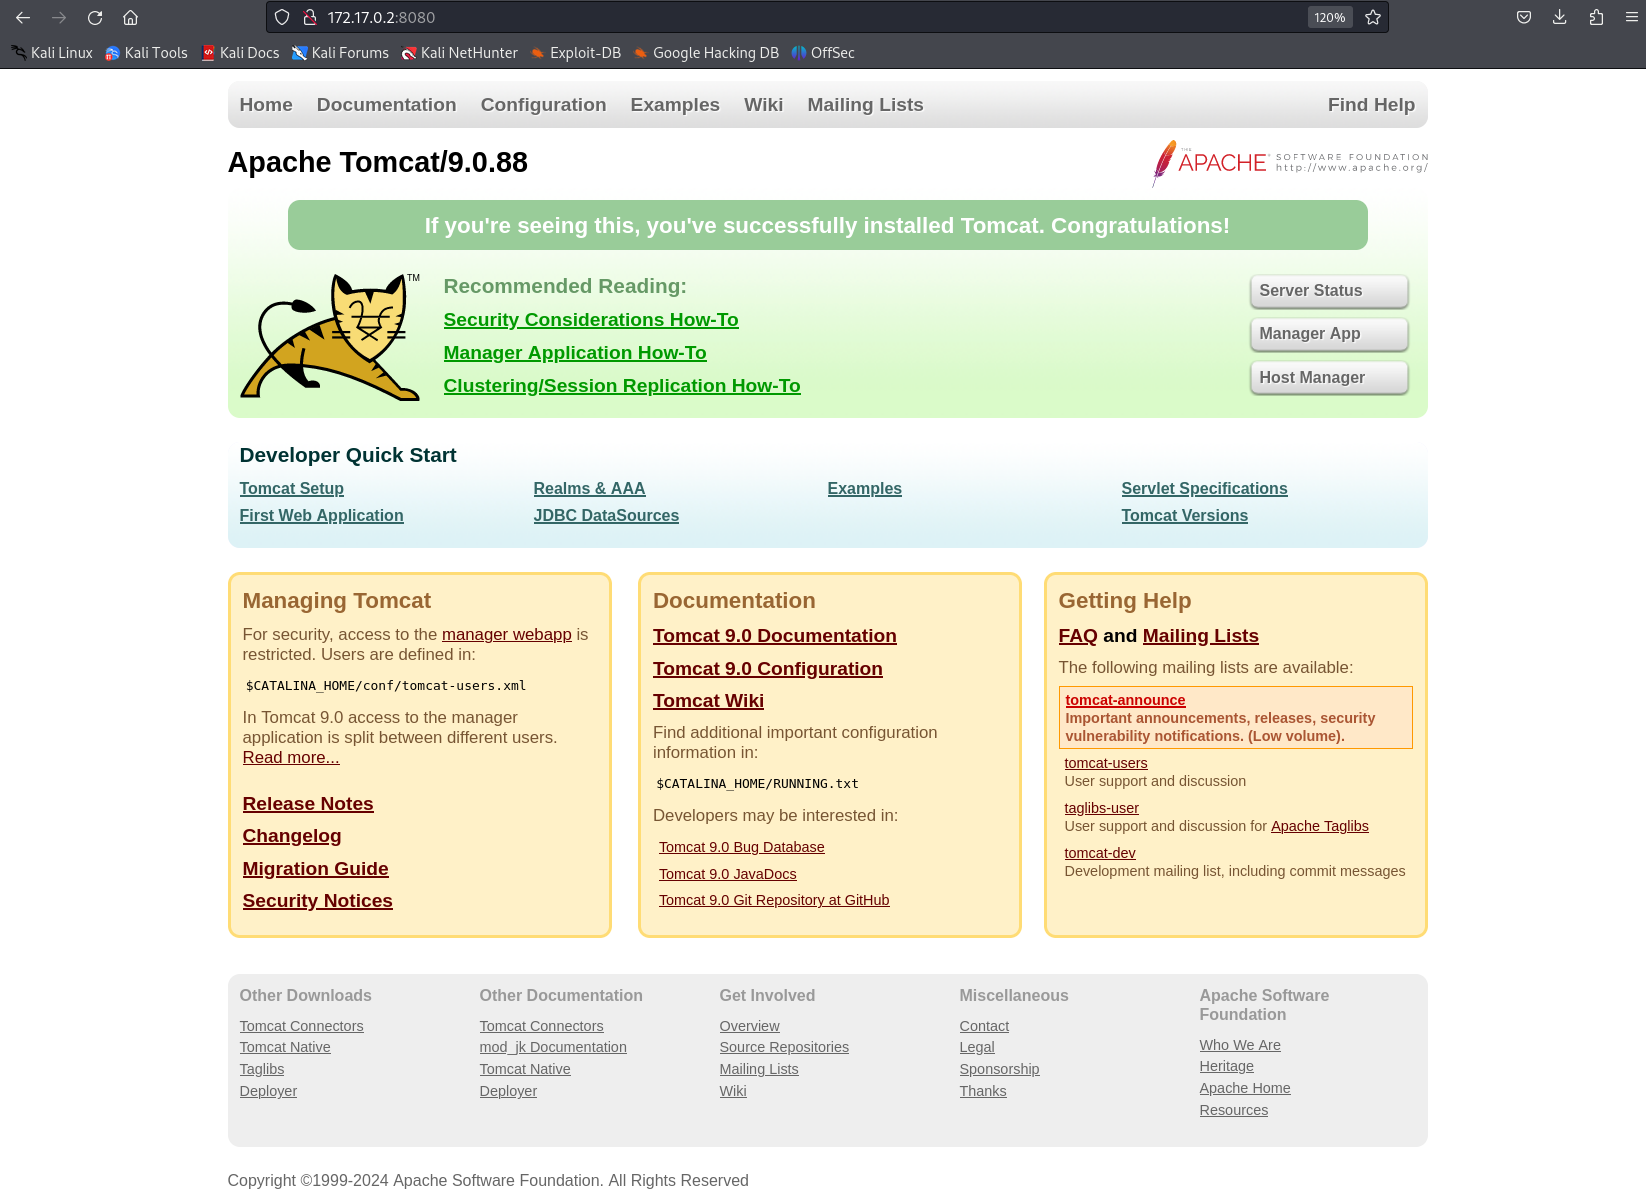 172.17.0.2:8080
120%
Kali Linux Kali Tools Kali Docs Kali Forums Kali NetHunter Exploit-DB Google Hacking DB OffSec
Home Documentation Configuration Examples Wiki Mailing Lists Find Help
Apache Tomcat/9.0.88
THE
APACHE
SOFTWARE FOUNDATION
http://www.apache.org/
If you're seeing this, you've successfully installed Tomcat. Congratulations!
TM
Recommended Reading:
Security Considerations How-To
Manager Application How-To
Clustering/Session Replication How-To
Server Status
Manager App
Host Manager
Developer Quick Start
Tomcat Setup
First Web Application
Realms & AAA
JDBC DataSources
Examples
Servlet Specifications
Tomcat Versions
Managing Tomcat
For security, access to the manager webapp is
restricted. Users are defined in:
$CATALINA_HOME/conf/tomcat-users.xml
In Tomcat 9.0 access to the manager
application is split between different users.
Read more...
Release Notes
Changelog
Migration Guide
Security Notices
Documentation
Tomcat 9.0 Documentation
Tomcat 9.0 Configuration
Tomcat Wiki
Find additional important configuration
information in:
$CATALINA_HOME/RUNNING.txt
Developers may be interested in:
Tomcat 9.0 Bug Database
Tomcat 9.0 JavaDocs
Tomcat 9.0 Git Repository at GitHub
Getting Help
FAQ and Mailing Lists
The following mailing lists are available:
tomcat-announce
Important announcements, releases, security
vulnerability notifications. (Low volume).
tomcat-users
User support and discussion
taglibs-user
User support and discussion for Apache Taglibs
tomcat-dev
Development mailing list, including commit messages
Other Downloads
Tomcat Connectors
Tomcat Native
Taglibs
Deployer
Other Documentation
Tomcat Connectors
mod_jk Documentation
Tomcat Native
Deployer
Get Involved
Overview
Source Repositories
Mailing Lists
Wiki
Miscellaneous
Contact
Legal
Sponsorship
Thanks
Apache Software
Foundation
Who We Are
Heritage
Apache Home
Resources
Copyright ©1999-2024 Apache Software Foundation. All Rights Reserved